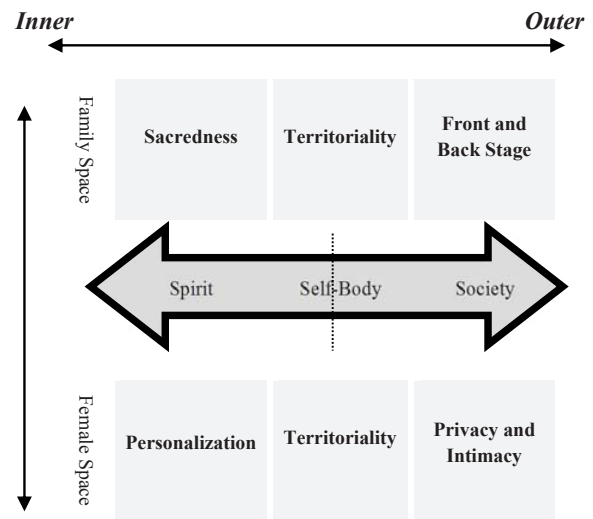 Inner Outer
Family Space
Sacredness
Territoriality
Front and
Back Stage
Spirit Self-Body Society
Female Space
Personalization
Territoriality
Privacy and
Intimacy